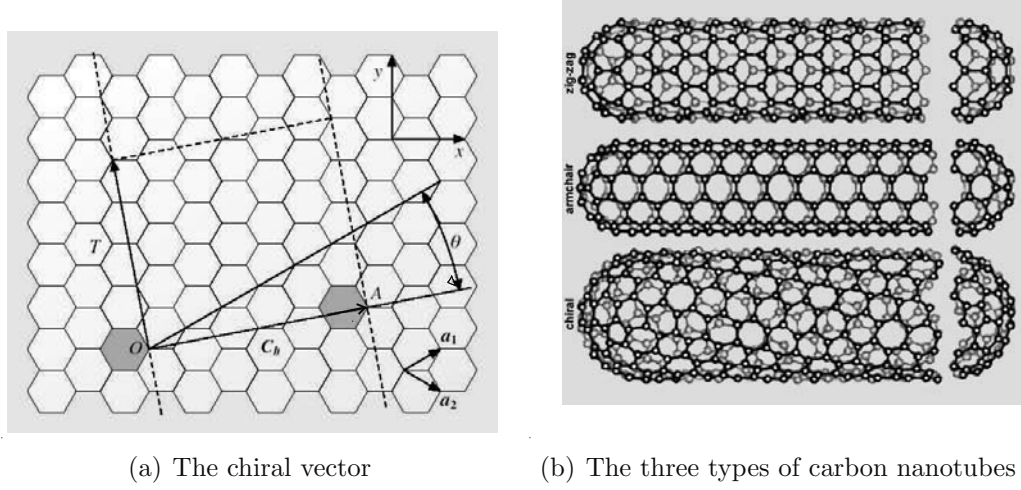 y
x
T
θ
A
O
C_h
a_1
a_2
zig-zag
armchair
chiral
(a) The chiral vector
(b) The three types of carbon nanotubes